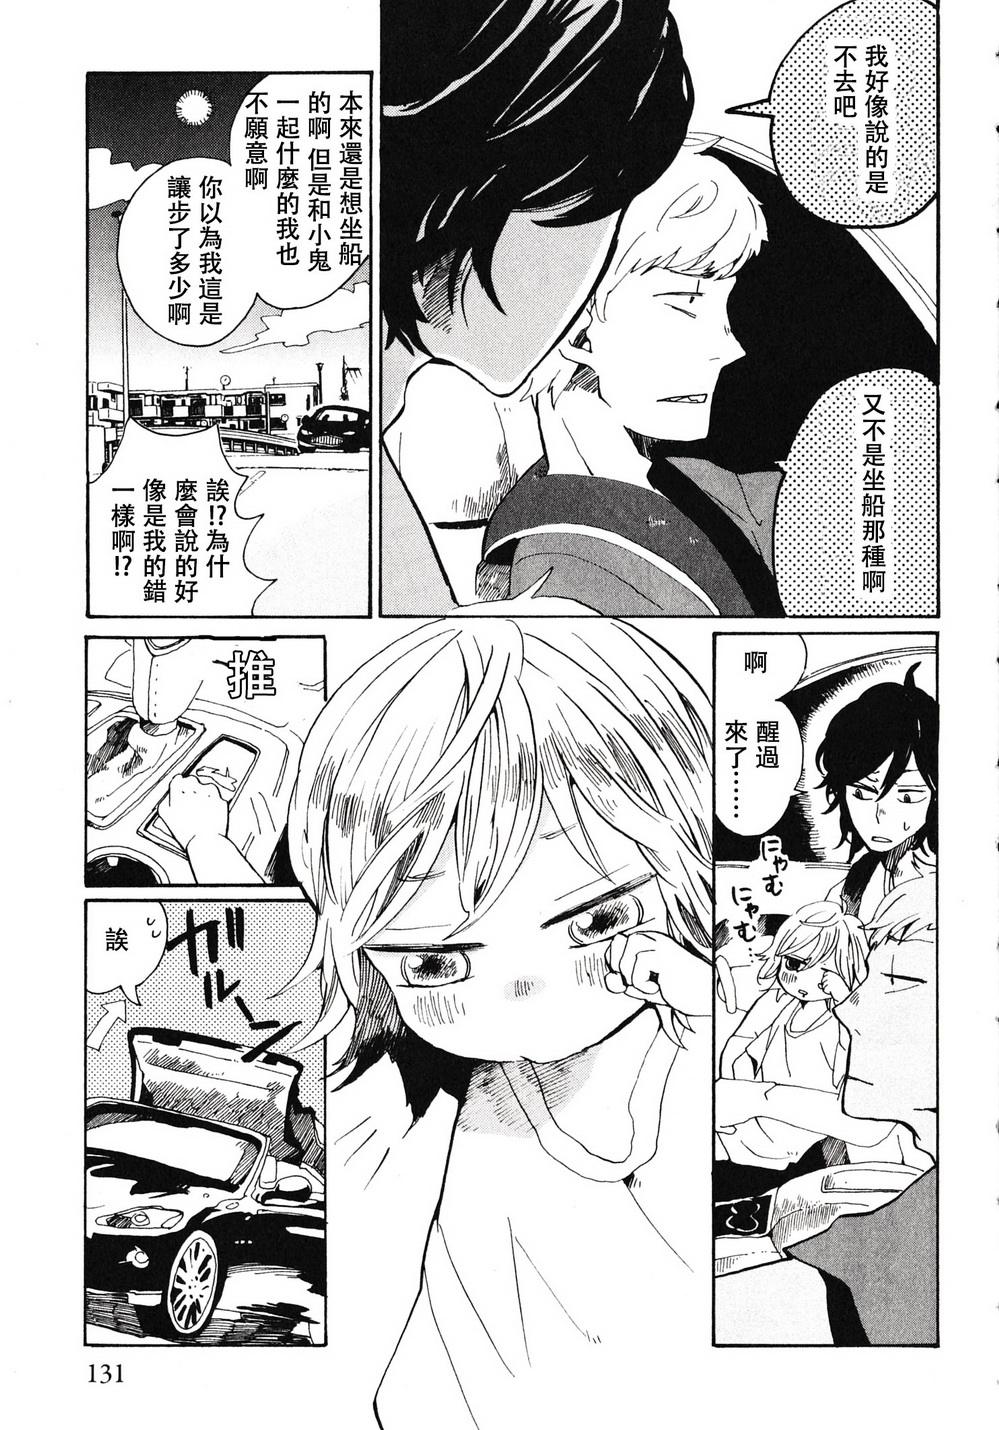 我好像說的是
不去吧
又不是坐船那種啊
本來還是想坐船
的啊 但是和小鬼
一起什麼的我也
不願意啊
你以為我這是
讓步了多少啊
誒!?為什
麼會說的好
像是我的錯
一樣啊!?
啊
醒過
來了……
にゃむ
にゃむ…
推
ガルル
誒
131